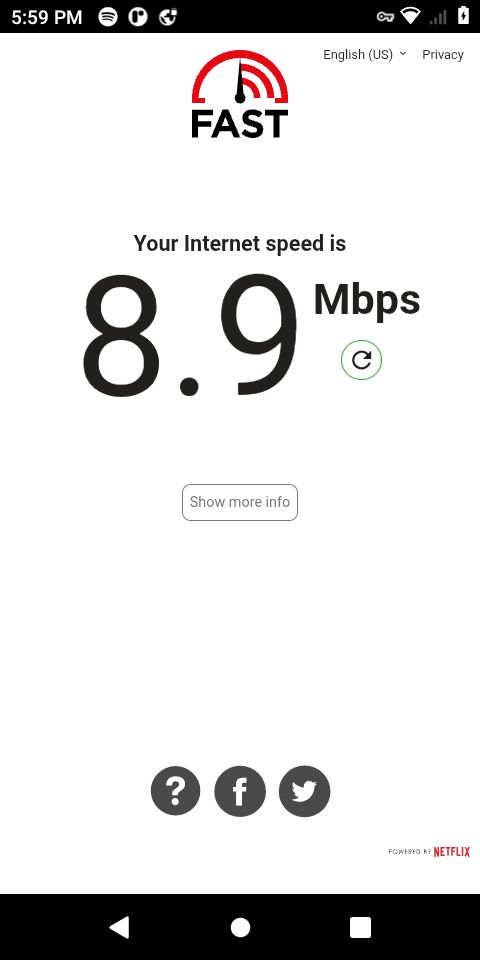 5:59 PM
English (US) Privacy
FAST
Your Internet speed is
8.9 Mbps
Show more info
?
f
POWERED BY NETFLIX